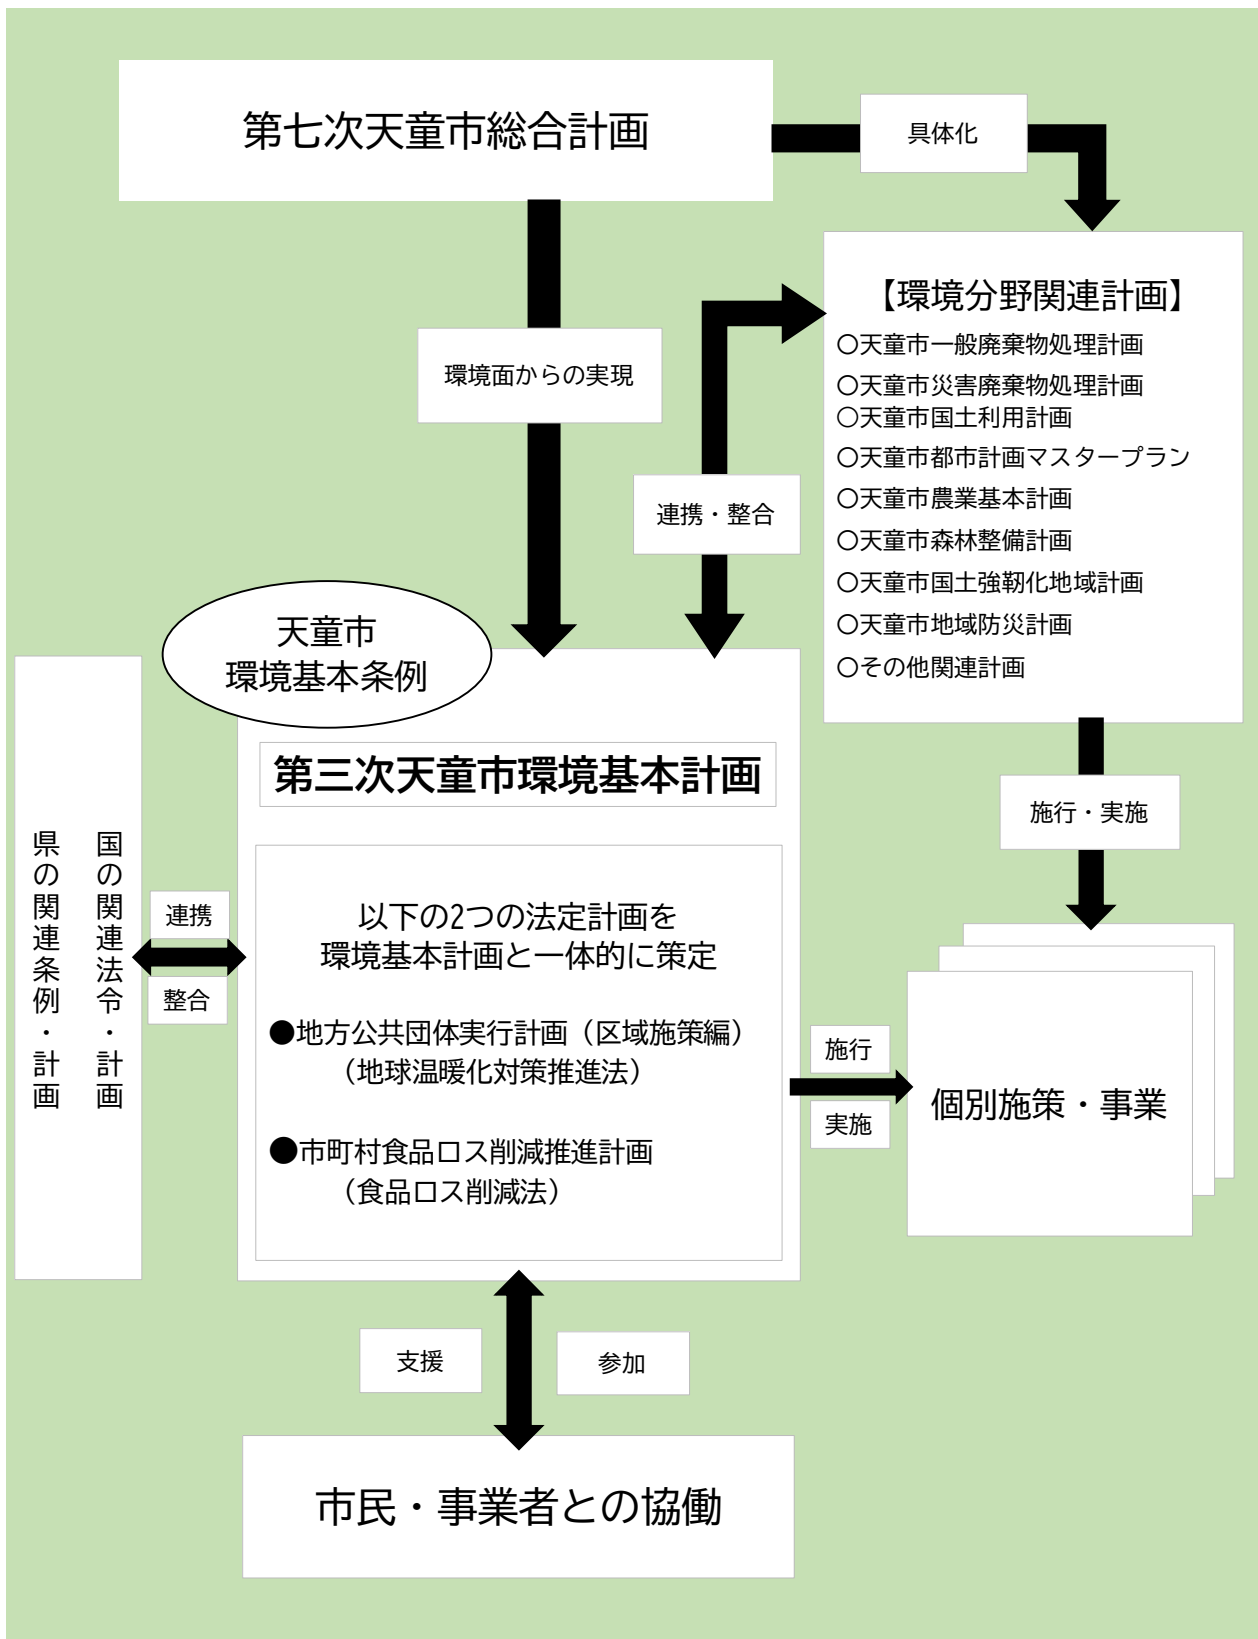 第七次天童市総合計画
具体化
環境面からの実現
【環境分野関連計画】
〇天童市一般廃棄物処理計画
〇天童市災害廃棄物処理計画
〇天童市国土利用計画
〇天童市都市計画マスタープラン
〇天童市農業基本計画
〇天童市森林整備計画
〇天童市国土強靭化地域計画
〇天童市地域防災計画
〇その他関連計画
連携・整合
天童市
環境基本条例
第三次天童市環境基本計画
施行・実施
国の関連法令・計画
県の関連条例・計画
連携
整合
以下の2つの法定計画を
環境基本計画と一体的に策定
●地方公共団体実行計画（区域施策編）
（地球温暖化対策推進法）
●市町村食品ロス削減推進計画
（食品ロス削減法）
施行
実施
個別施策・事業
支援
参加
市民・事業者との協働